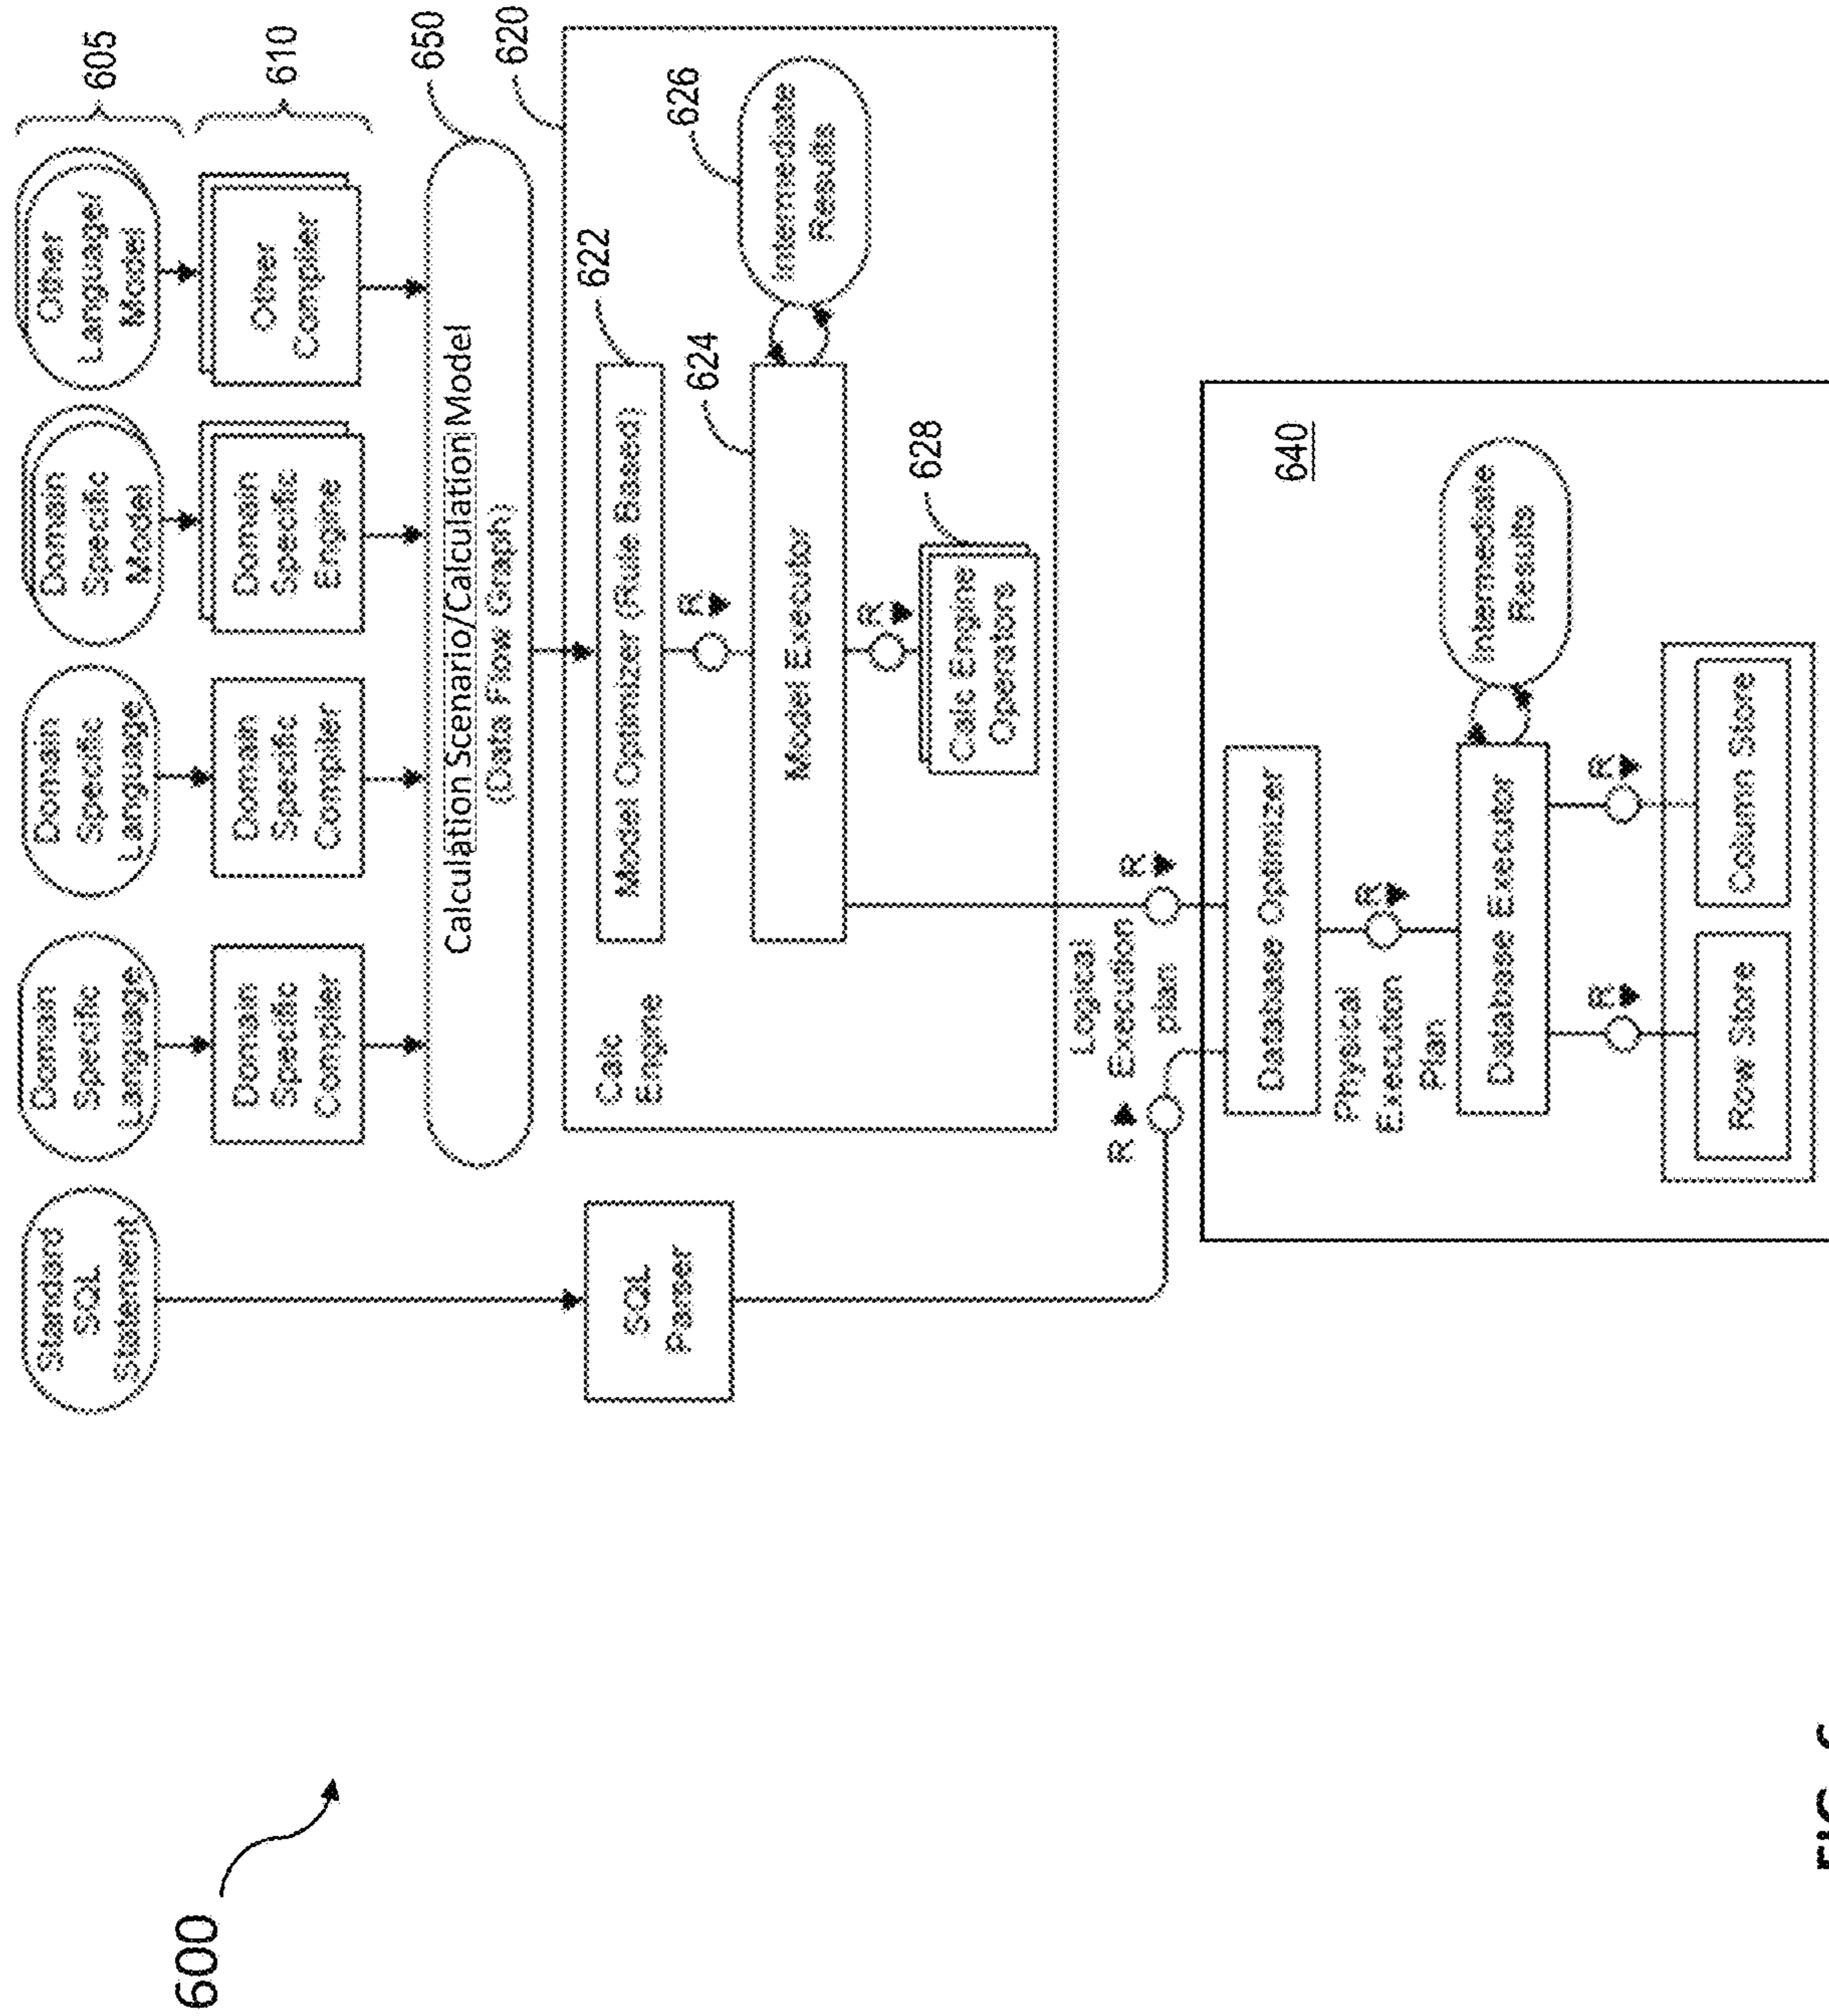 600
Standard
SQL
Statement
Domain
Specific
Language
Domain
Specific
Language
Domain
Specific
Model
Other
Language/
Model
605
Domain
Specific
Compiler
Domain
Specific
Compiler
Domain
Specific
Engine
Other
Compiler
610
Calculation Scenario/Calculation Model
(Data Flow Graph)
650
620
SQL
Parser
Calc
Engine
Model Optimizer (Rule Based)
622
R
Model Executor
624
Intermediate
Results
626
R
Calc Engine
Operators
628
R
Logical
Execution
plan
R
640
Database Optimizer
Physical
Execution
Plan
R
Database Executor
Intermediate
Results
R
R
Row Store
Column Store